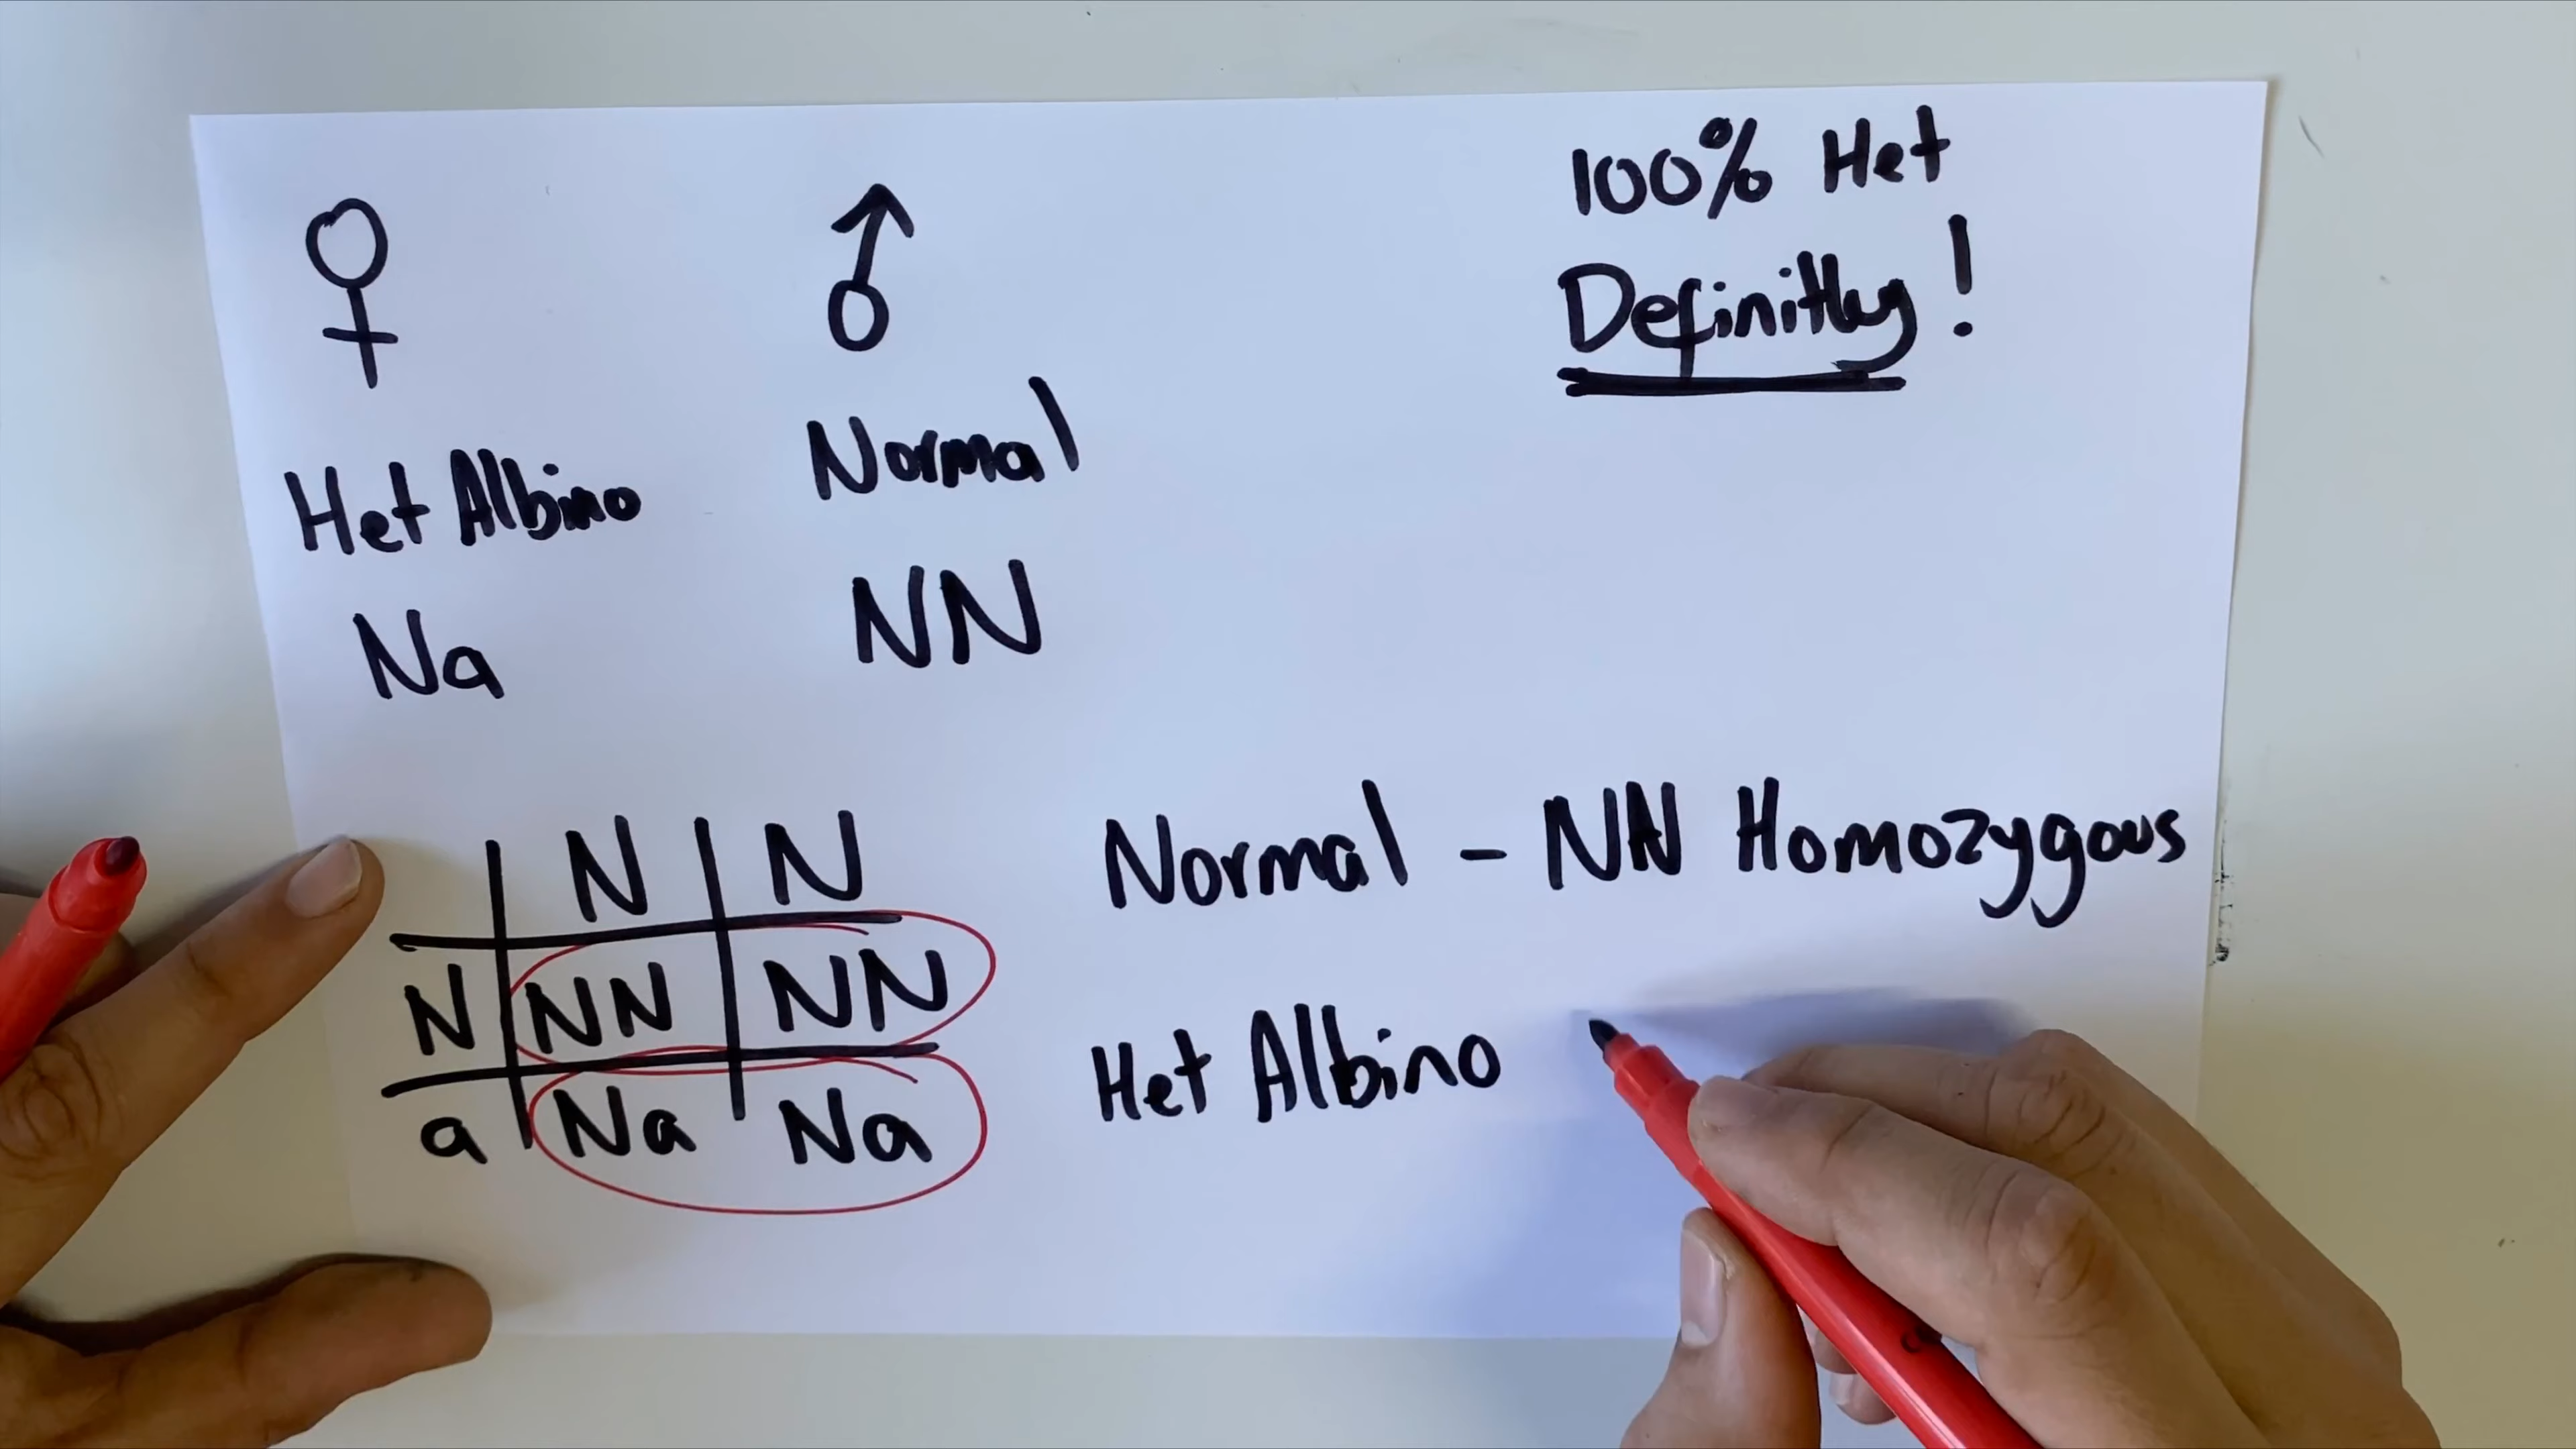 100% Het
Definitly!
♀ ♂
Het Albino Normal
Na NN
N N
N NN NN
a Na Na
Normal - NN Homozygous
Het Albino